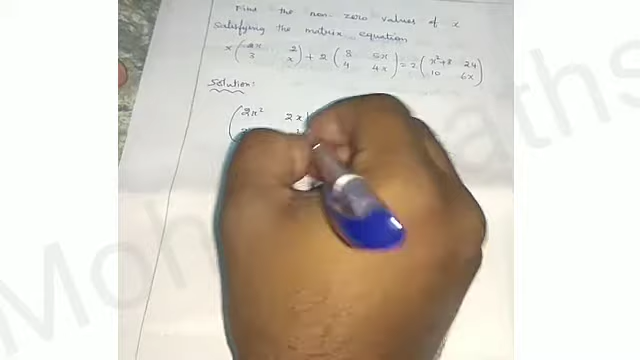 Find the non-zero values of x
Satisfying the matrix equation
x ( 2x 2 ; 3 x ) + 2 ( 8 5x ; 4 4x ) = 2 ( x²+8 24 ; 10 6x )
Solution:
( 2x² 2x